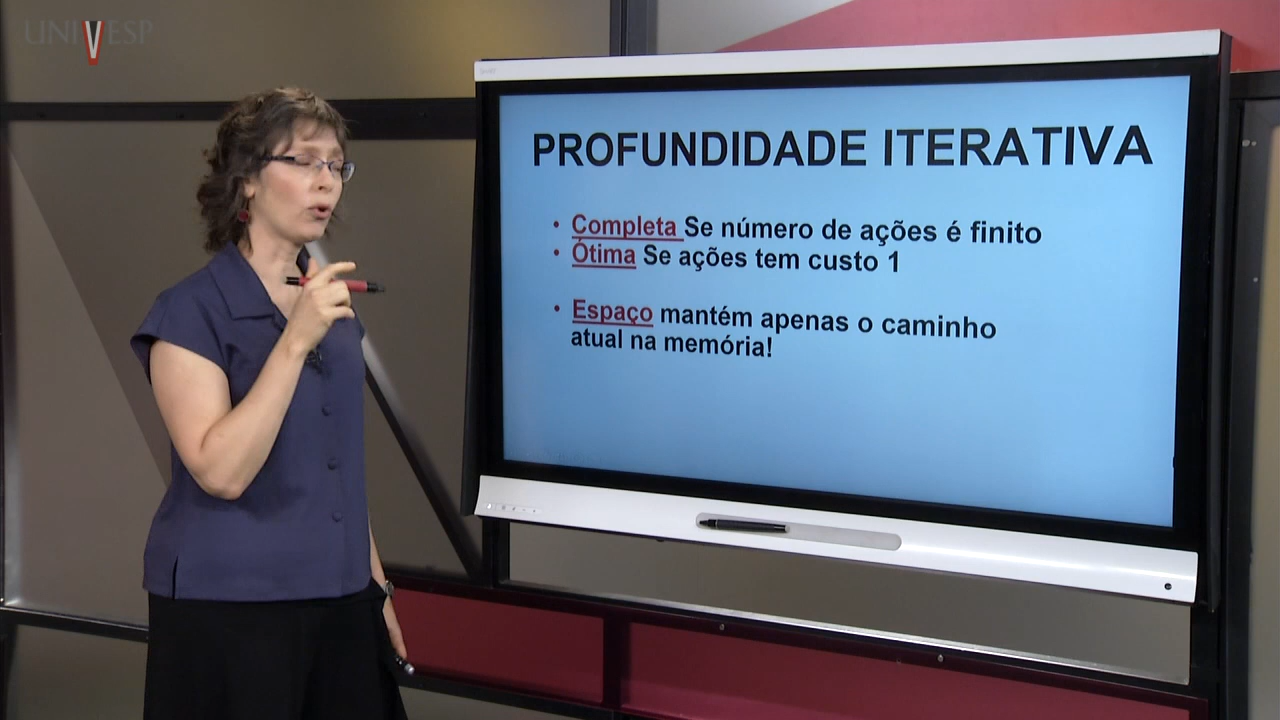 UNIVESP
PROFUNDIDADE ITERATIVA
• Completa Se número de ações é finito
• Ótima Se ações tem custo 1
• Espaço mantém apenas o caminho
atual na memória!